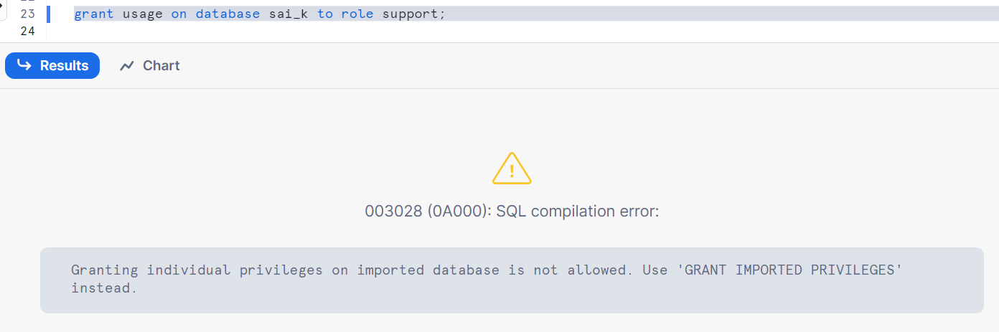 23 grant usage on database sai_k to role support;
24
Results Chart
003028 (0A000): SQL compilation error:
Granting individual privileges on imported database is not allowed. Use 'GRANT IMPORTED PRIVILEGES'
instead.